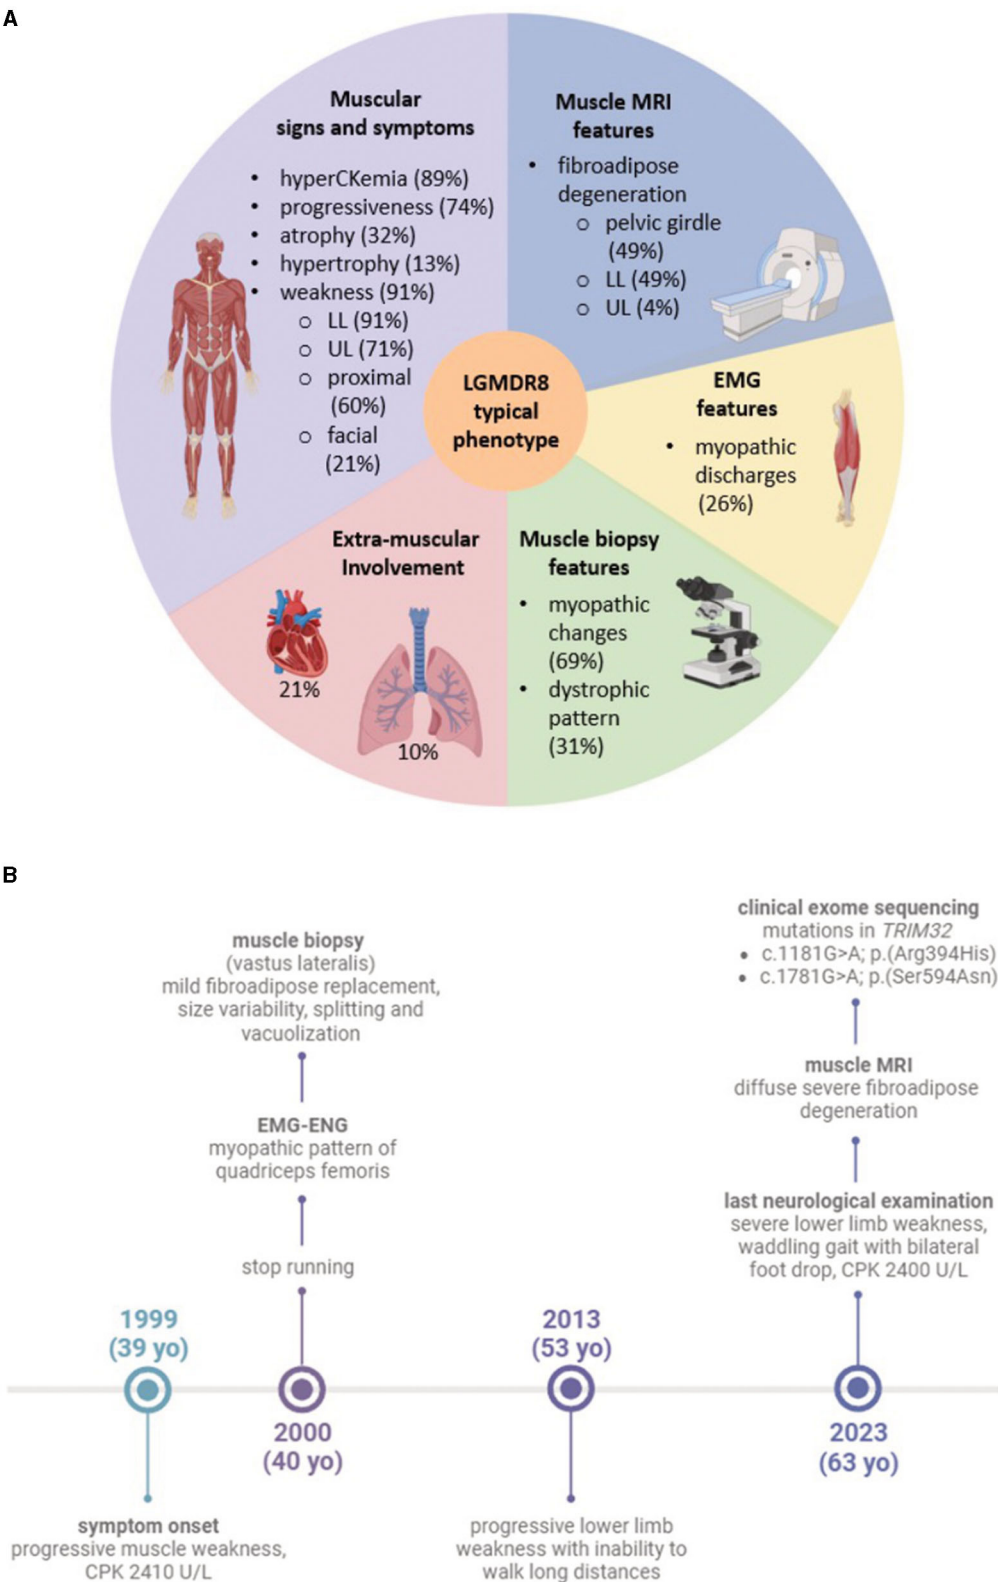 A
Muscular
signs and symptoms
• hyperCKemia (89%)
• progressiveness (74%)
• atrophy (32%)
• hypertrophy (13%)
• weakness (91%)
o LL (91%)
o UL (71%)
o proximal
(60%)
o facial
(21%)
Muscle MRI
features
• fibroadipose
degeneration
o pelvic girdle
(49%)
o LL (49%)
o UL (4%)
LGMDR8
typical
phenotype
EMG
features
• myopathic
discharges
(26%)
Extra-muscular
Involvement
21%
10%
Muscle biopsy
features
• myopathic
changes
(69%)
• dystrophic
pattern
(31%)
B
muscle biopsy
(vastus lateralis)
mild fibroadipose replacement,
size variability, splitting and
vacuolization
EMG-ENG
myopathic pattern of
quadriceps femoris
stop running
clinical exome sequencing
mutations in TRIM32
• c.1181G>A; p.(Arg394His)
• c.1781G>A; p.(Ser594Asn)
muscle MRI
diffuse severe fibroadipose
degeneration
last neurological examination
severe lower limb weakness,
waddling gait with bilateral
foot drop, CPK 2400 U/L
1999
(39 yo)
2000
(40 yo)
2013
(53 yo)
2023
(63 yo)
symptom onset
progressive muscle weakness,
CPK 2410 U/L
progressive lower limb
weakness with inability to
walk long distances